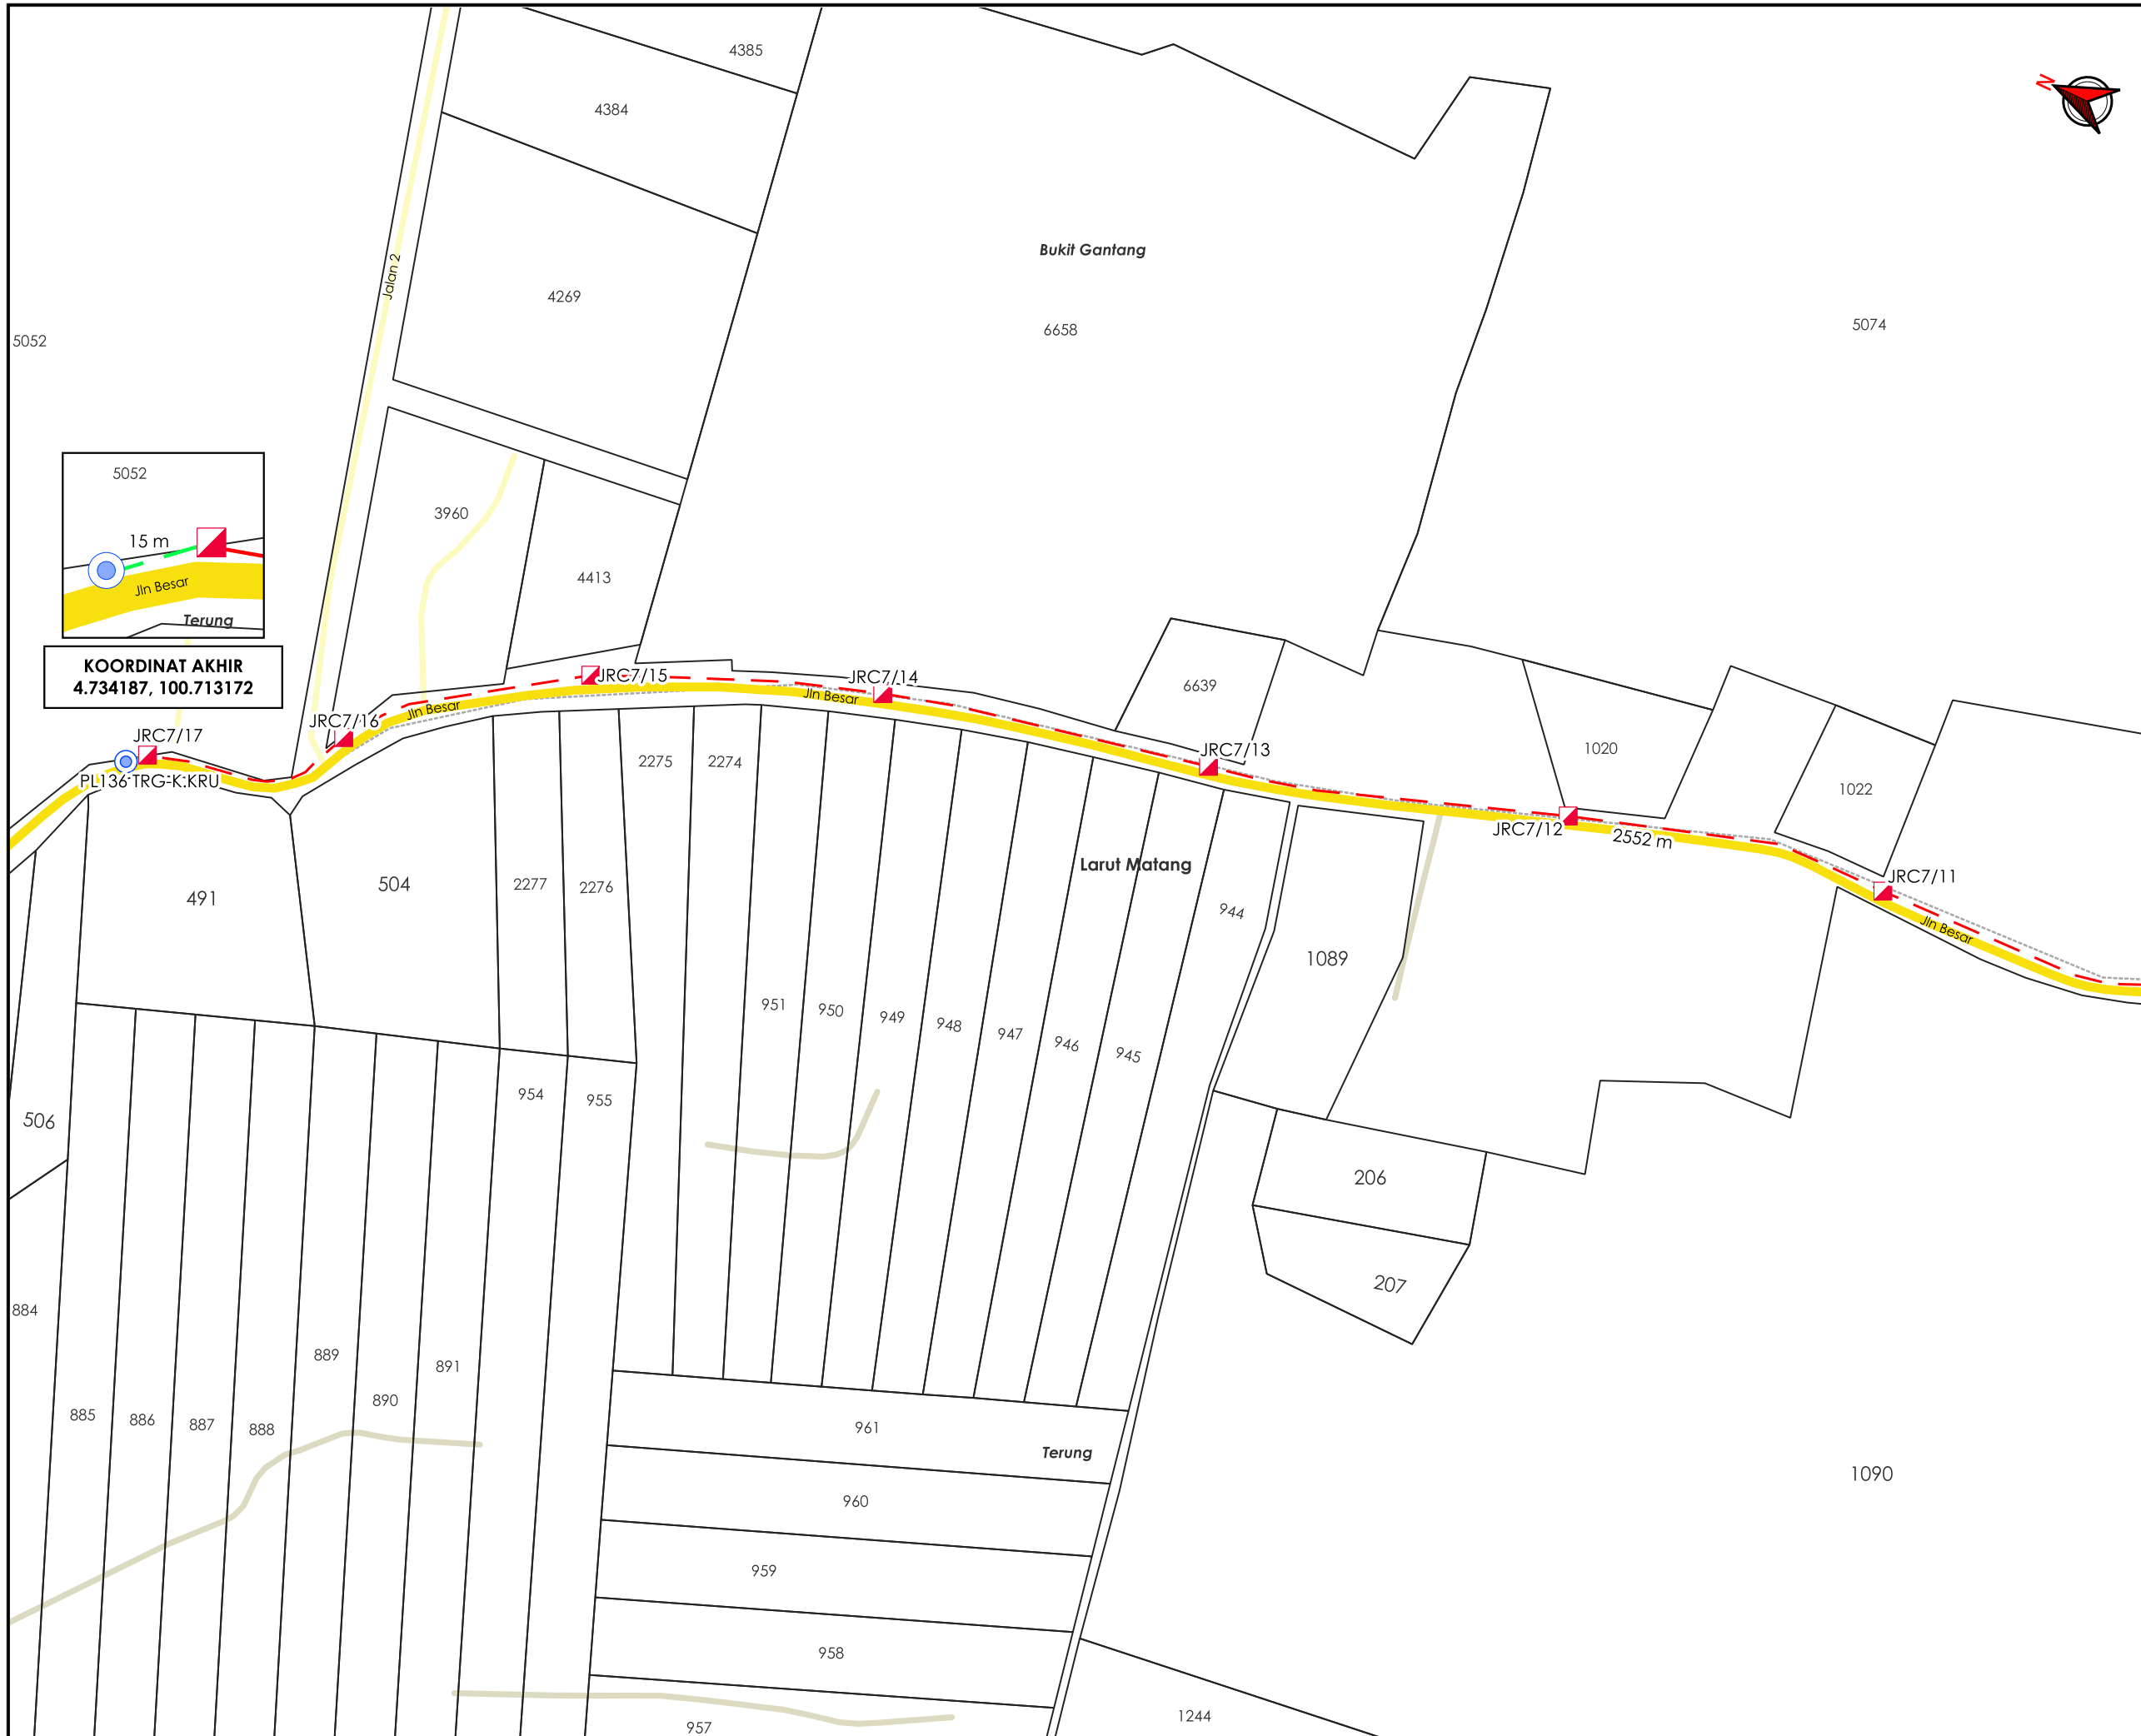 4385
N
4384
Bukit Gantang
Jalan 2
4269
5074
6658
5052
5052
3960
15 m
4413
Jln Besar
Terung
KOORDINAT AKHIR
4.734187, 100.713172
JRC7/15
JRC7/14
6639
Jln Besar
Jln Besar
JRC7/16
JRC7/17
JRC7/13
1020
2275
2274
PL136-TRG-K.KRU
1022
JRC7/12
2552 m
Larut Matang
JRC7/11
491
504
2277
2276
944
Jln Besar
1089
951
950
949
948
947
946
945
506
954
955
206
207
884
889
891
890
885
886
887
888
961
Terung
1090
960
959
958
1244
957